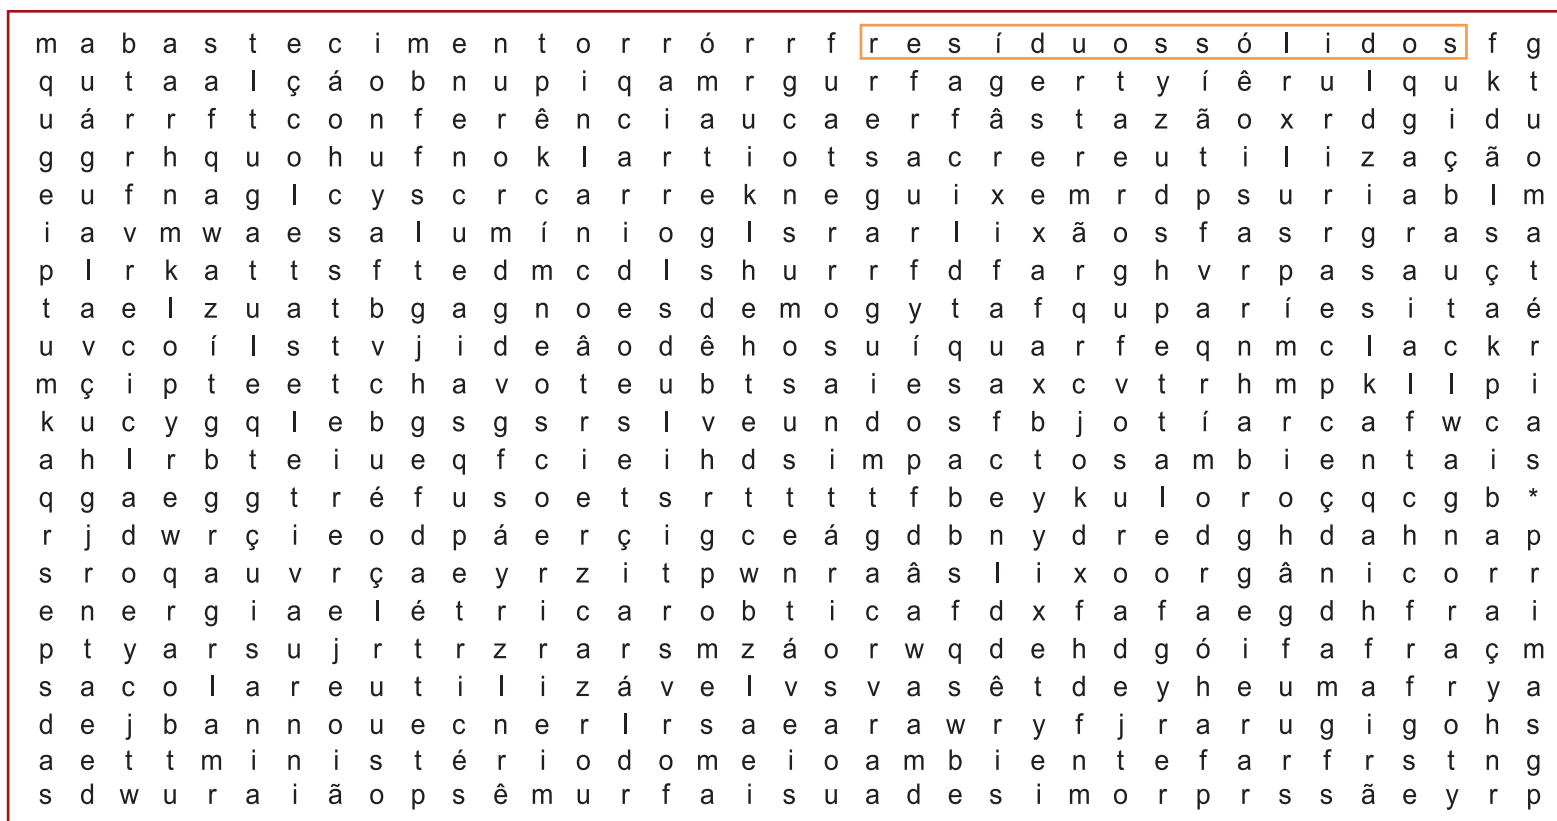 m a b a s t e c i m e n t o r r ó r r f r e s í d u o s s ó l i d o s f g
q u t a a l ç á o b n u p i q a m r g u r f a g e r t y í ê r u l q u k t
u á r r f t c o n f e r ê n c i a u c a e r f â s t a z ã o x r d g i d u
g g r h q u o h u f n o k l a r t i o t s a c r e r e u t i l i z a ç ã o
e u f n a g l c y s c r c a r r e k n e g u i x e m r d p s u r i a b l m
i a v m w a e s a l u m í n i o g l s r a r l i x ã o s f a s r g r a s a
p l r k a t t s f t e d m c d l s h u r r f d f a r g h v r p a s a u ç t
t a e l z u a t b g a g n o e s d e m o g y t a f q u p a r í e s i t a é
u v c o í l s t v j i d e â o d ê h o s u í q u a r f e q n m c l a c k r
m ç i p t e e t c h a v o t e u b t s a i e s a x c v t r h m p k l l p i
k u c y g q l e b g s g s r s l v e u n d o s f b j o t í a r c a f w c a
a h l r b t e i u e q f c i e i h d s i m p a c t o s a m b i e n t a i s
q g a e g g t r é f u s o e t s r t t t t f b e y k u l o r o ç q c g b *
r j d w r ç i e o d p á e r ç i g c e á g d b n y d r e d g h d a h n a p
s r o q a u v r ç a e y r z i t p w n r a â s l i x o o r g â n i c o r r
e n e r g i a e l é t r i c a r o b t i c a f d x f a f a e g d h f r a i
p t y a r s u j r t r z r a r s m z á o r w q d e h d g ó i f a f r a ç m
s a c o l a r e u t i l i z á v e l v s v a s ê t d e y h e u m a f r y a
d e j b a n n o u e c n e r l r s a e a r a w r y f j r a r u g i g o h s
a e t t m i n i s t é r i o d o m e i o a m b i e n t e f a r f r s t n g
s d w u r a i ã o p s ê m u r f a i s u a d e s i m o r p r s s ã e y r p